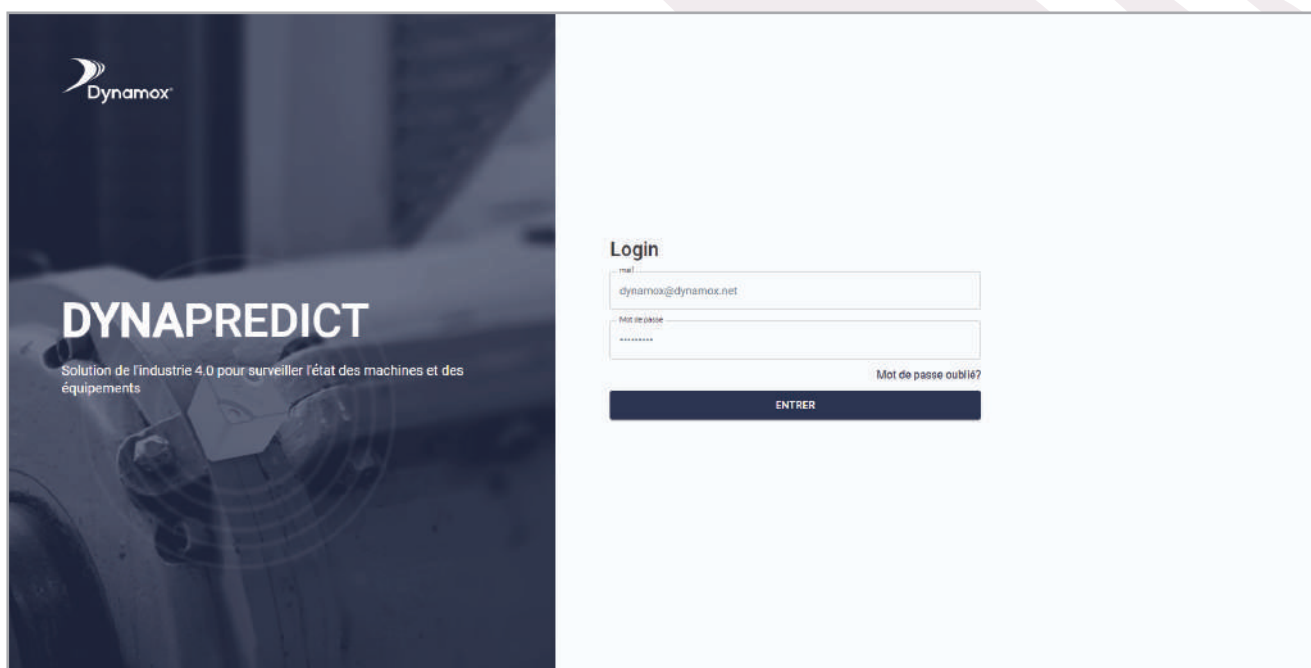 Dynamox
DYNAPREDICT
Solution de l'industrie 4.0 pour surveiller l'état des machines et des
équipements
Login
mail
dynamox@dynamox.net
Mot de passe
•••••••••
Mot de passe oublié?
ENTRER